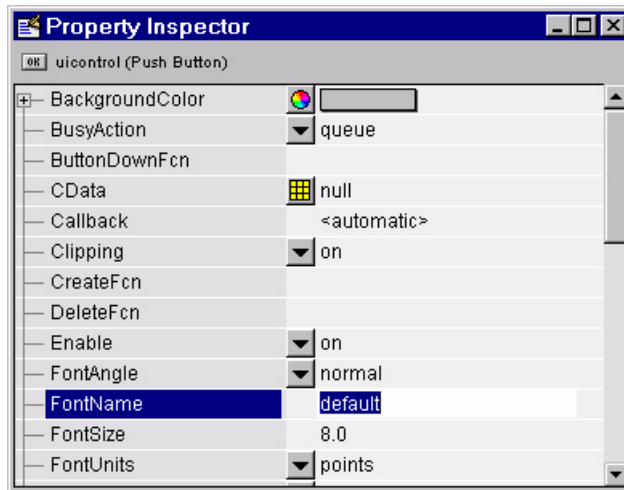 Property Inspector
OK uicontrol (Push Button)
BackgroundColor
BusyAction queue
ButtonDownFcn
CData null
Callback <automatic>
Clipping on
CreateFcn
DeleteFcn
Enable on
FontAngle normal
FontName default
FontSize 8.0
FontUnits points